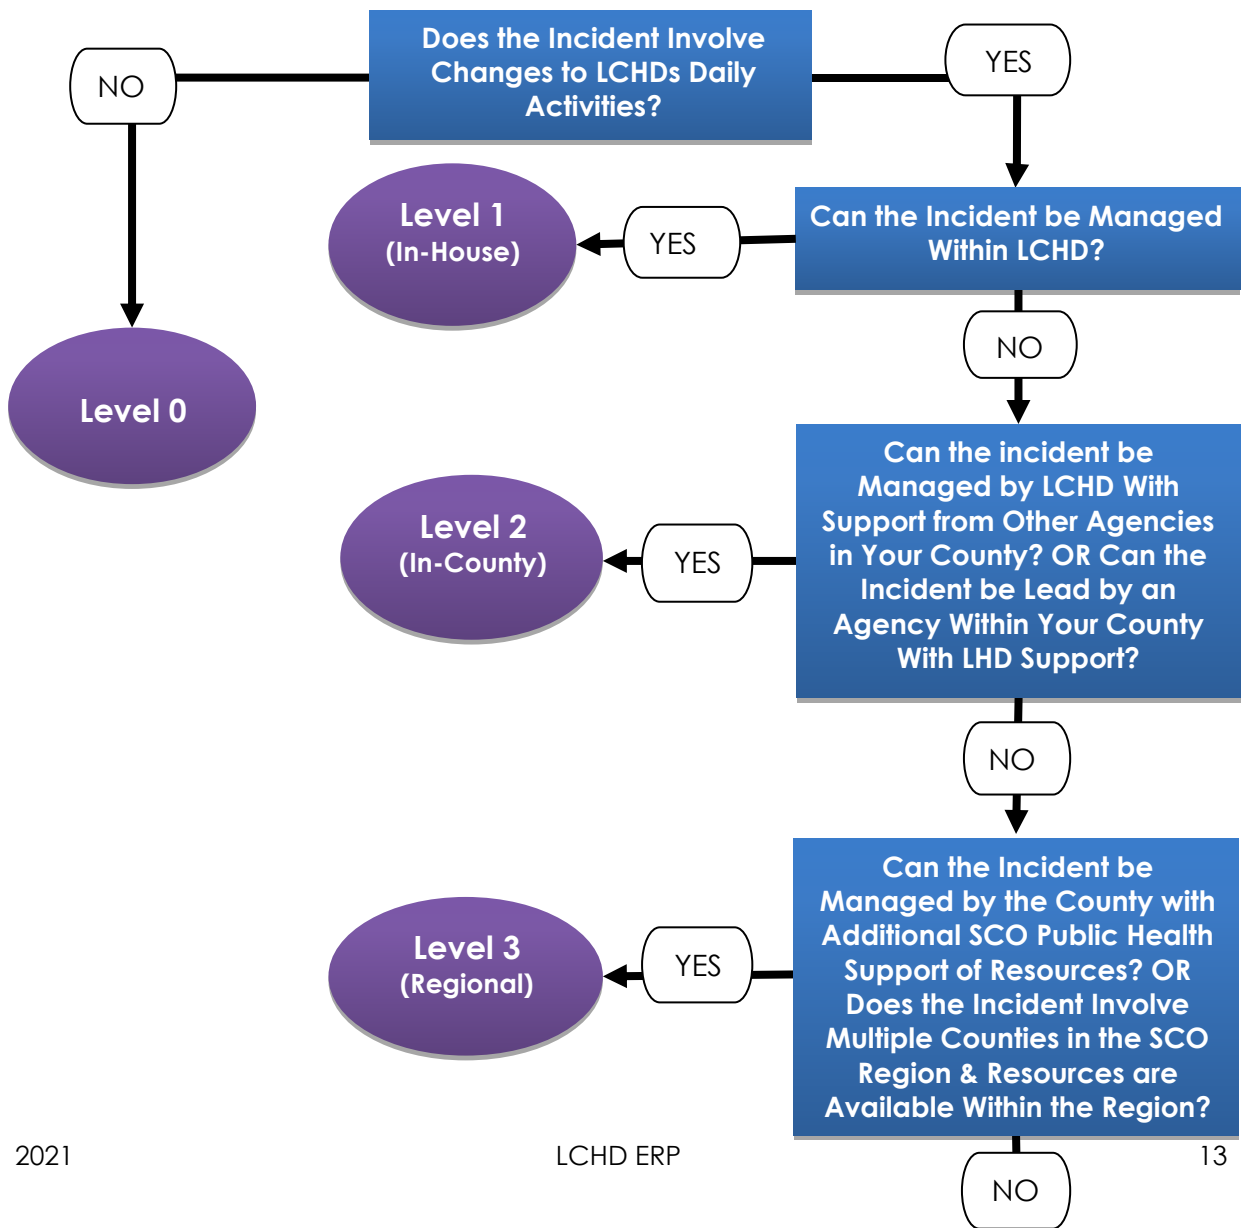 Does the Incident Involve
Changes to LCHDs Daily
Activities?
NO
YES
Level 1
(In-House)
YES
Can the Incident be Managed
Within LCHD?
NO
Level 0
Can the incident be
Managed by LCHD With
Support from Other Agencies
in Your County? OR Can the
Incident be Lead by an
Agency Within Your County
With LHD Support?
Level 2
(In-County)
YES
NO
Can the Incident be
Managed by the County with
Additional SCO Public Health
Support of Resources? OR
Does the Incident Involve
Multiple Counties in the SCO
Region & Resources are
Available Within the Region?
Level 3
(Regional)
YES
2021
LCHD ERP
13
NO